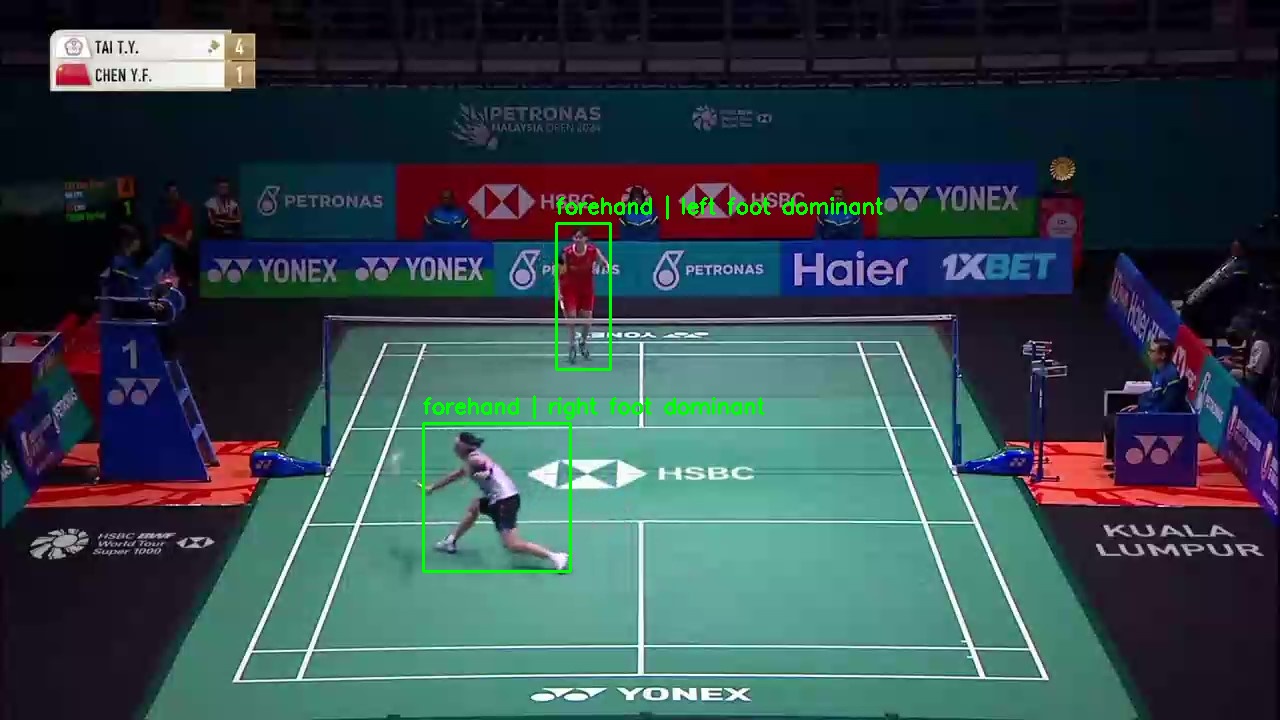 TAI T.Y. 4
CHEN Y.F. 1
PETRONAS
MALAYSIA OPEN 2024
PETRONAS
HSBC
HSBC
YONEX
forehand | left foot dominant
YONEX
YONEX
PETRONAS
PETRONAS
Haier
1XBET
1
YONEX
forehand | right foot dominant
HSBC
HSBC BWF
World Tour
Super 1000
KUALA
LUMPUR
YONEX